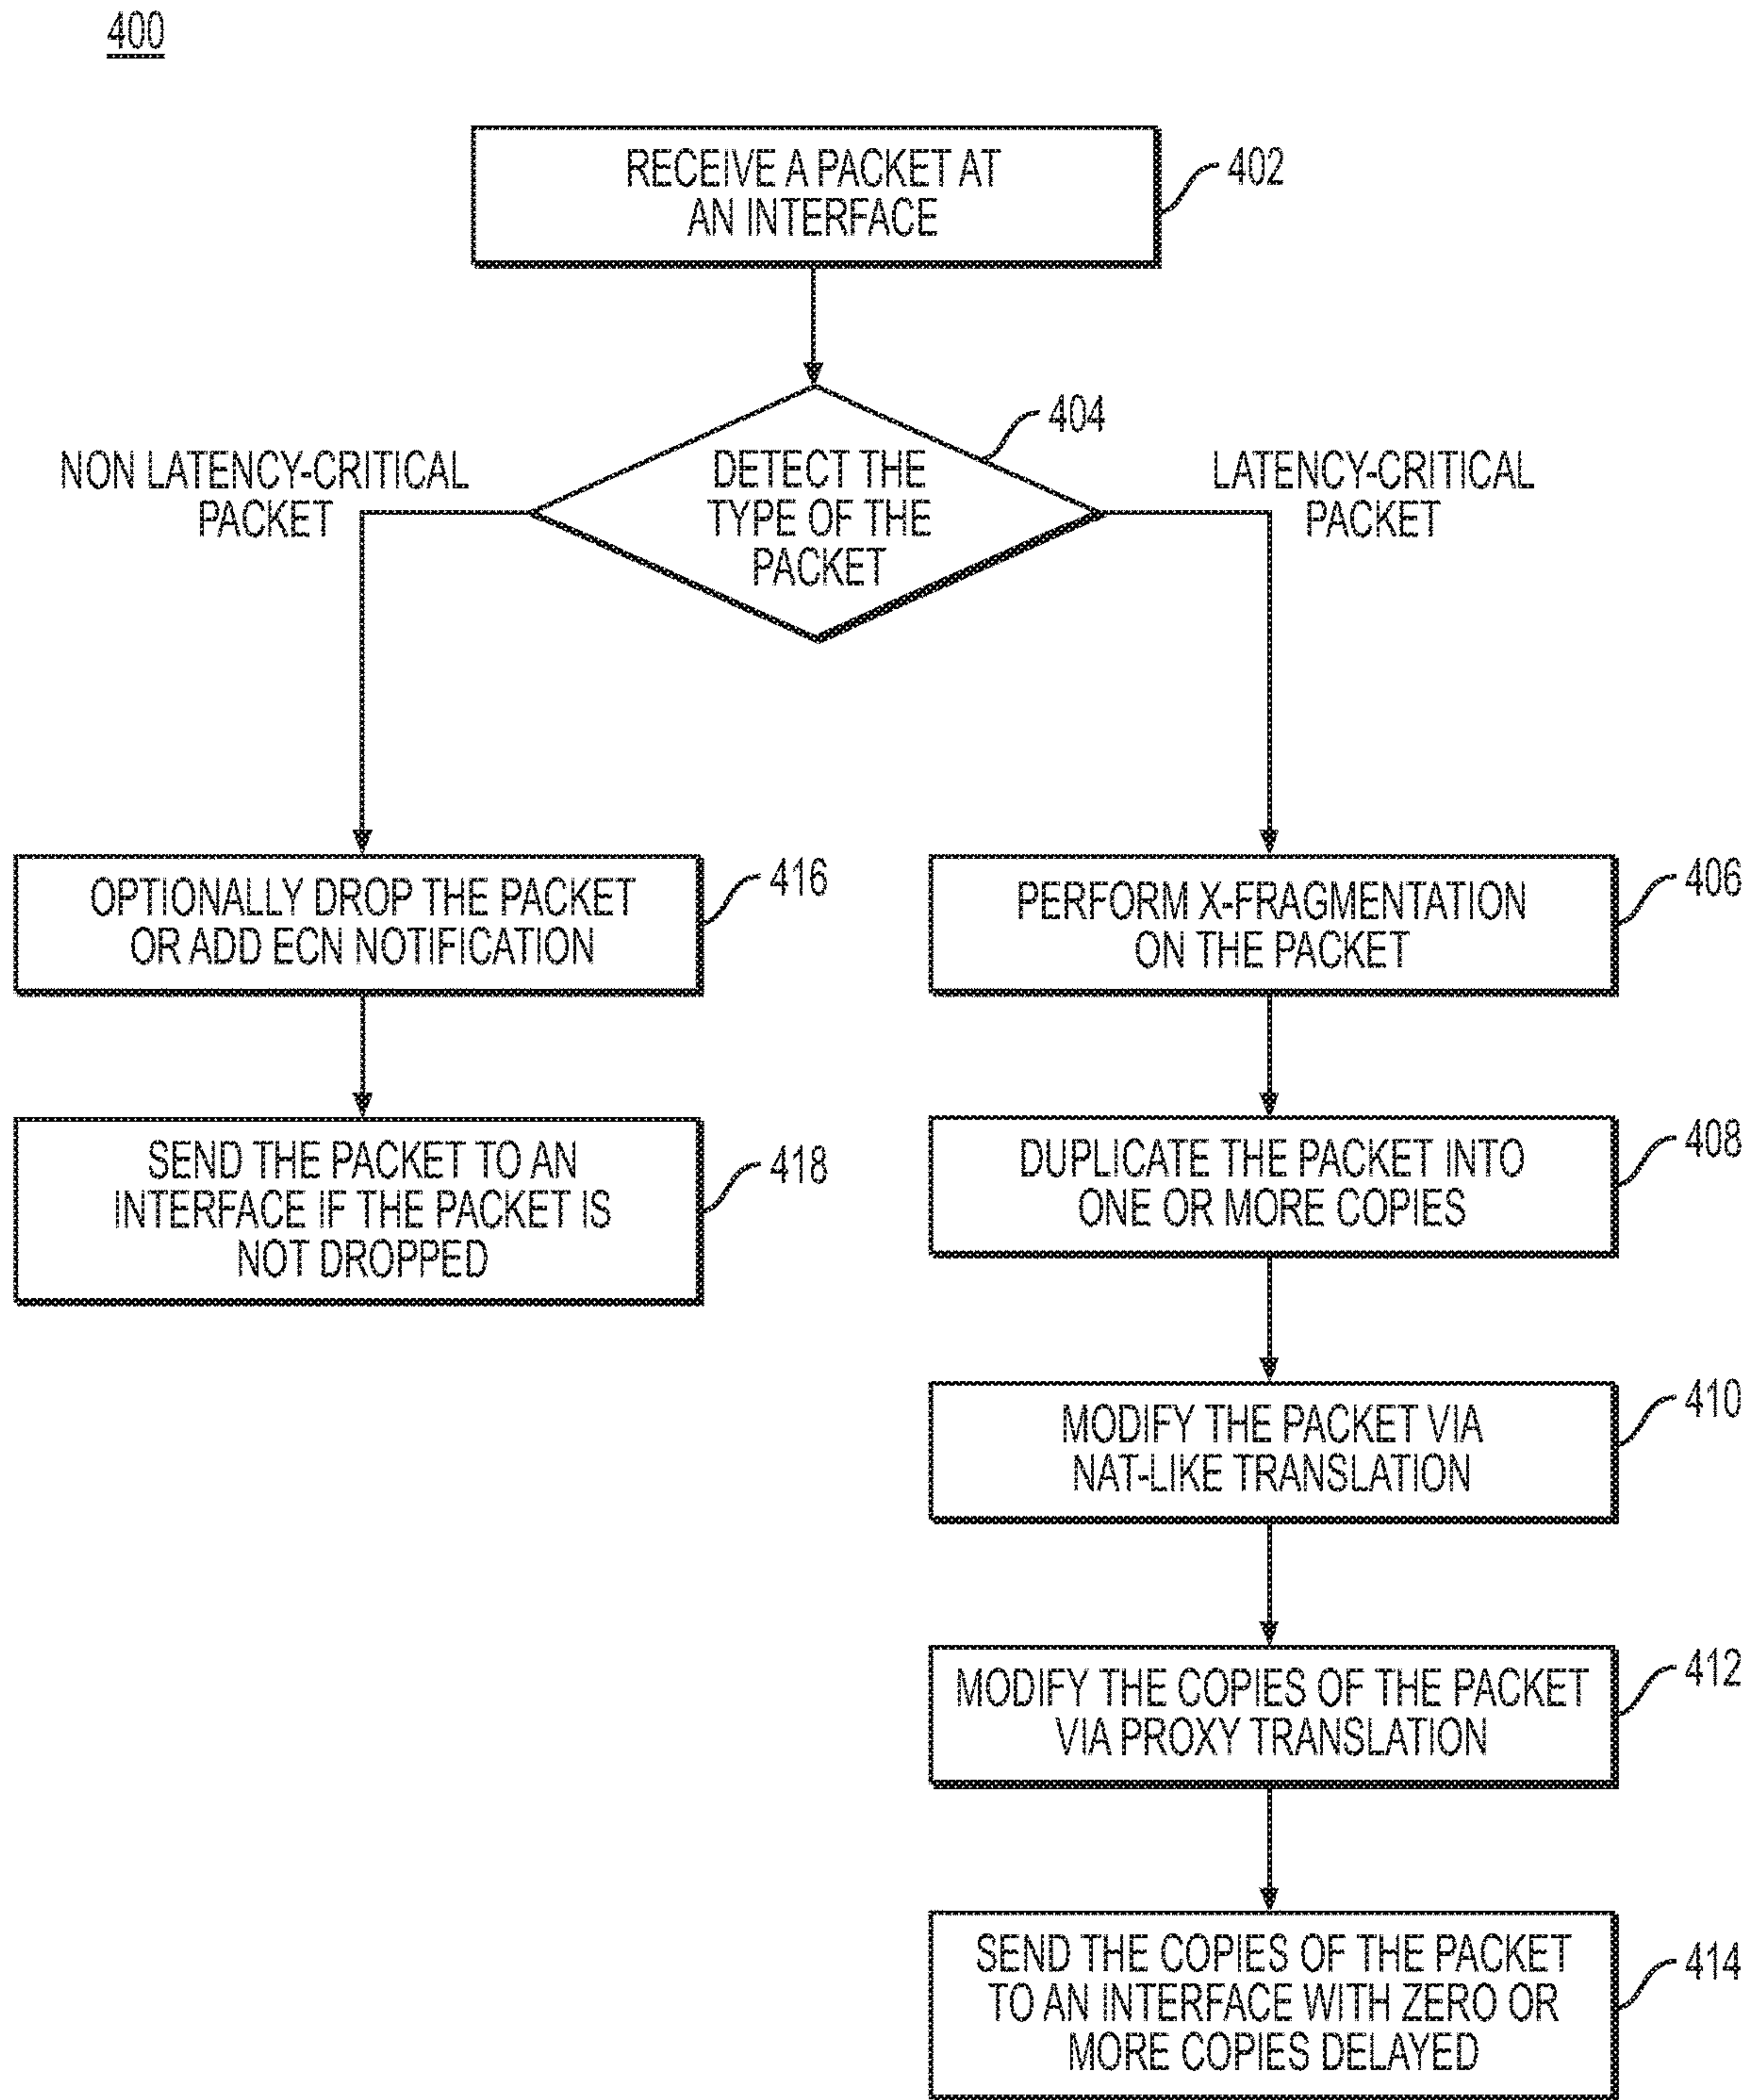 400
RECEIVE A PACKET AT
AN INTERFACE
402
404
DETECT THE
TYPE OF THE
PACKET
NON LATENCY-CRITICAL
PACKET
LATENCY-CRITICAL
PACKET
OPTIONALLY DROP THE PACKET
OR ADD ECN NOTIFICATION
416
PERFORM X-FRAGMENTATION
ON THE PACKET
406
SEND THE PACKET TO AN
INTERFACE IF THE PACKET IS
NOT DROPPED
418
DUPLICATE THE PACKET INTO
ONE OR MORE COPIES
408
MODIFY THE PACKET VIA
NAT-LIKE TRANSLATION
410
MODIFY THE COPIES OF THE PACKET
VIA PROXY TRANSLATION
412
SEND THE COPIES OF THE PACKET
TO AN INTERFACE WITH ZERO OR
MORE COPIES DELAYED
414